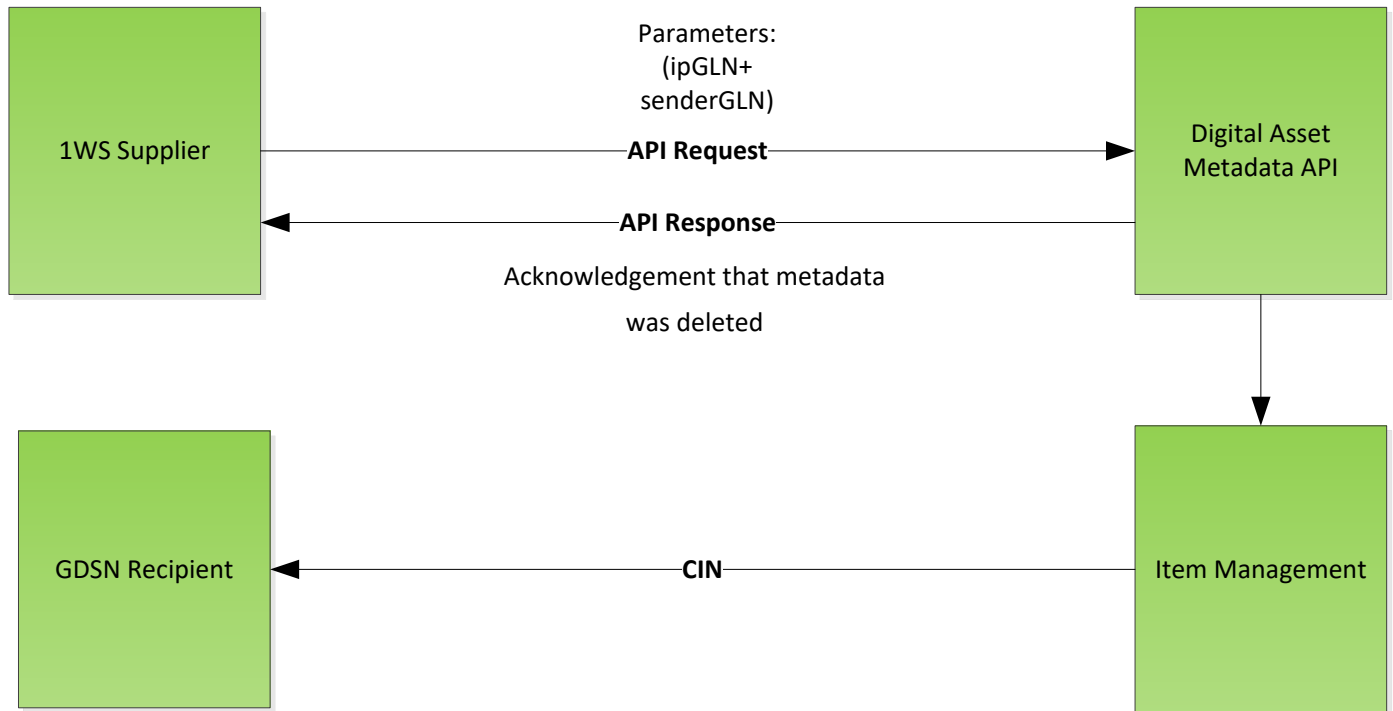 Parameters:
(ipGLN+
senderGLN)
1WS Supplier
API Request
Digital Asset
Metadata API
API Response
Acknowledgement that metadata
was deleted
GDSN Recipient
CIN
Item Management